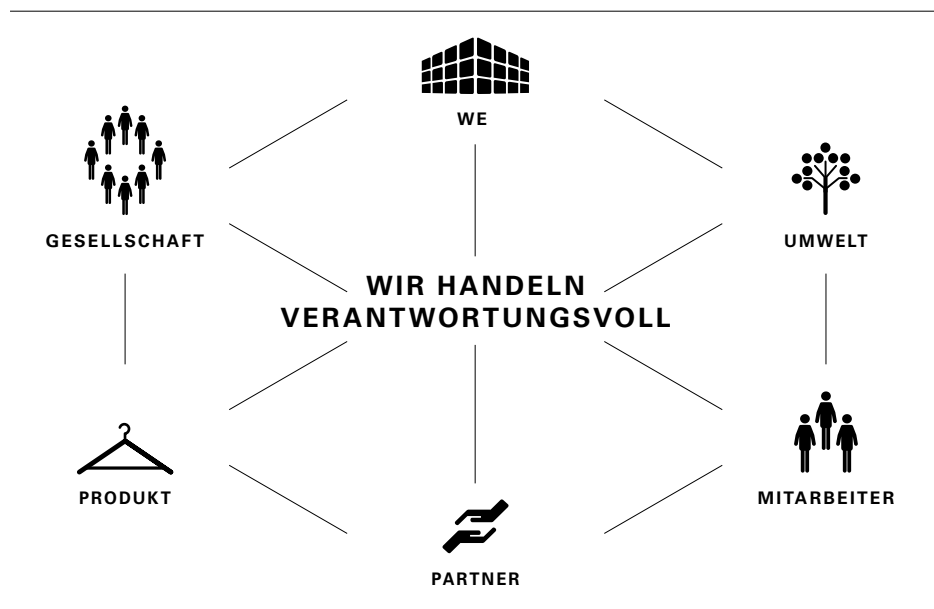 WE
GESELLSCHAFT
UMWELT
WIR HANDELN
VERANTWORTUNGSVOLL
PRODUKT
MITARBEITER
PARTNER